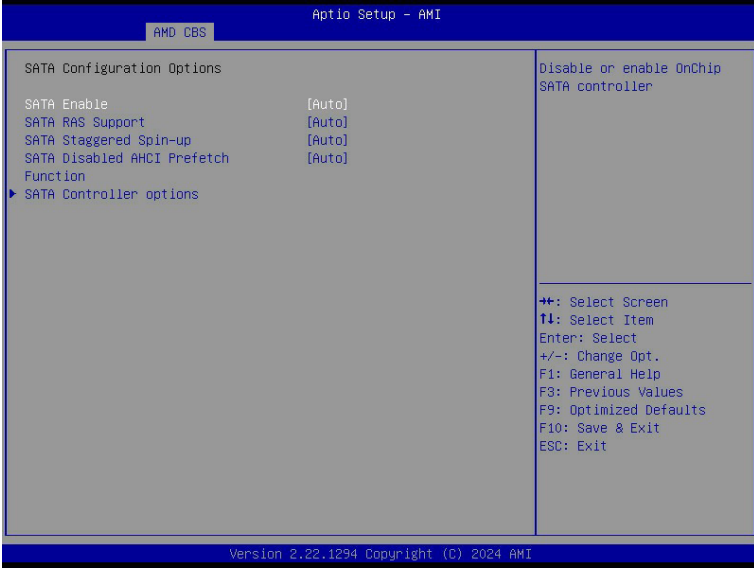 Aptio Setup – AMI
AMD CBS
SATA Configuration Options
SATA Enable [Auto]
SATA RAS Support [Auto]
SATA Staggered Spin-up [Auto]
SATA Disabled AHCI Prefetch [Auto]
Function
SATA Controller options
Disable or enable OnChip
SATA controller
→←: Select Screen
↑↓: Select Item
Enter: Select
+/-: Change Opt.
F1: General Help
F3: Previous Values
F9: Optimized Defaults
F10: Save & Exit
ESC: Exit
Version 2.22.1294 Copyright (C) 2024 AMI